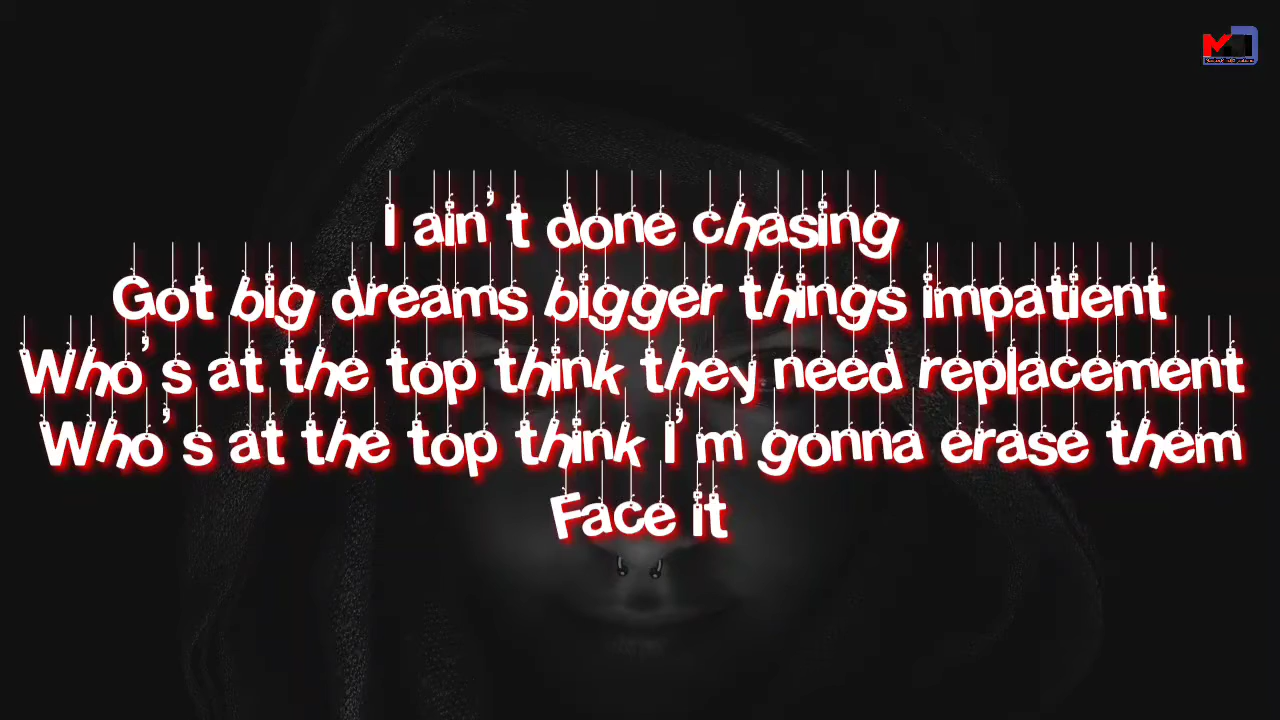 I ain't done chasing
Got big dreams bigger things impatient
Who's at the top think they need replacement
Who's at the top think I'm gonna erase them
Face it